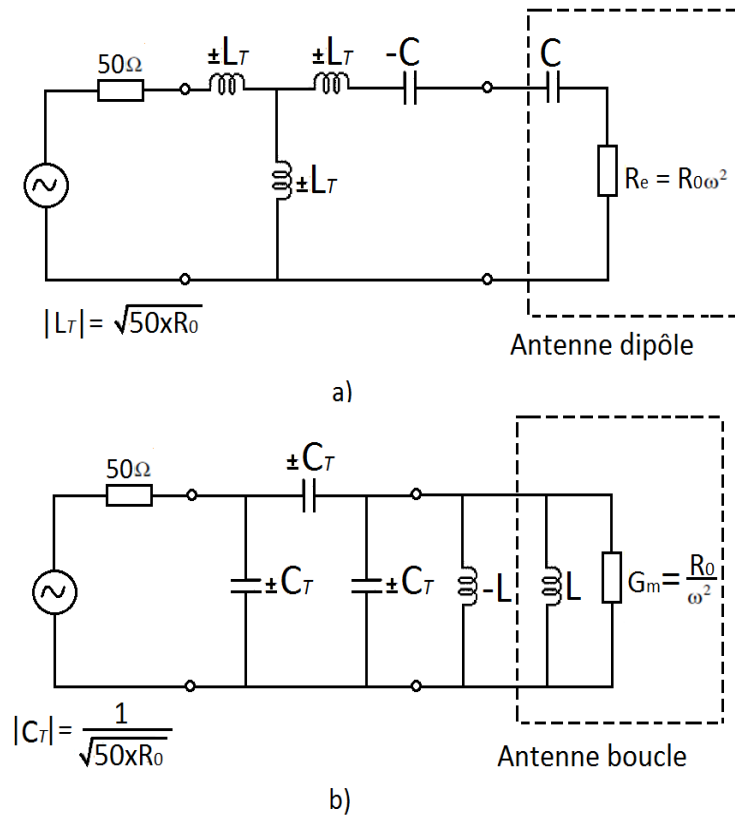 ±LT ±LT -C C
50Ω
±LT
Re = R0ω²
|LT|= √50xR0
Antenne dipôle
a)
±CT
50Ω
±CT ±CT -L L Gm= R0/ω²
|CT|= 1/√50xR0
Antenne boucle
b)